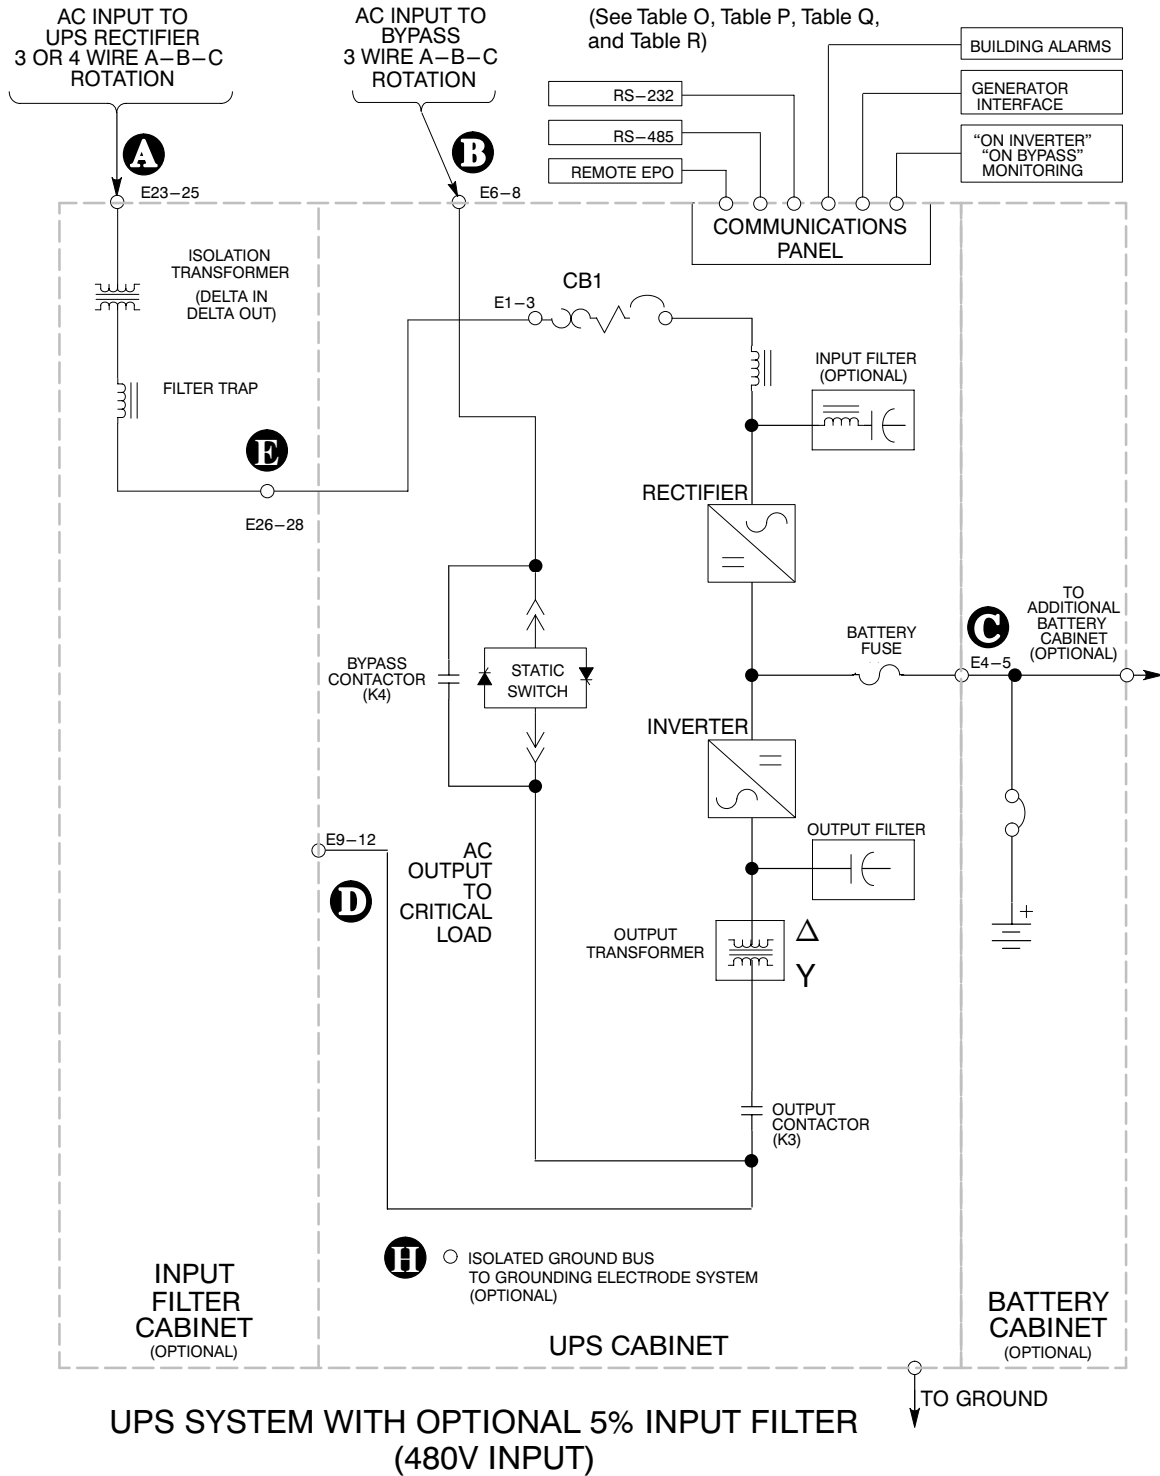 AC INPUT TO
UPS RECTIFIER
3 OR 4 WIRE A–B–C
ROTATION
AC INPUT TO
BYPASS
3 WIRE A–B–C
ROTATION
(See Table O, Table P, Table Q,
and Table R)
BUILDING ALARMS
RS–232
GENERATOR
INTERFACE
RS–485
"ON INVERTER"
"ON BYPASS"
MONITORING
REMOTE EPO
A
B
E23–25
E6–8
COMMUNICATIONS
PANEL
ISOLATION
TRANSFORMER
(DELTA IN
DELTA OUT)
CB1
E1–3
INPUT FILTER
(OPTIONAL)
FILTER TRAP
E
E26–28
RECTIFIER
TO
ADDITIONAL
BATTERY
CABINET
(OPTIONAL)
C
BATTERY
FUSE
E4–5
BYPASS
CONTACTOR
(K4)
STATIC
SWITCH
INVERTER
OUTPUT FILTER
E9–12
D
AC
OUTPUT
TO
CRITICAL
LOAD
OUTPUT
TRANSFORMER
Δ
Y
+
OUTPUT
CONTACTOR
(K3)
H
ISOLATED GROUND BUS
TO GROUNDING ELECTRODE SYSTEM
(OPTIONAL)
INPUT
FILTER
CABINET
(OPTIONAL)
UPS CABINET
BATTERY
CABINET
(OPTIONAL)
TO GROUND
UPS SYSTEM WITH OPTIONAL 5% INPUT FILTER
(480V INPUT)